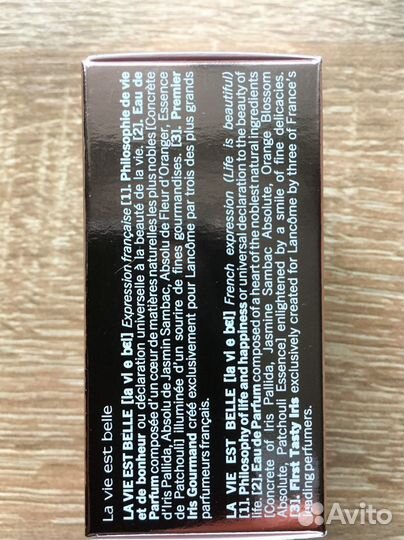 La vie est belle
LA VIE EST BELLE [la vi e bɛl] Expression française [1]. Philosophie de vie
et de bonheur ou déclaration universelle à la beauté de la vie. [2]. Eau de
Parfum composée d'un cœur de matières naturelles les plus nobles [Concrète
d'Iris Pallida, Absolu de Jasmin Sambac, Absolu de Fleur d'Oranger, Essence
de Patchouli] illuminée d'un sourire de fines gourmandises. [3]. Premier
Iris Gourmand créé exclusivement pour Lancôme par trois des plus grands
parfumeurs français.
LA VIE EST BELLE [la vi e bɛl] French expression (Life is beautiful)
[1]. Philosophy of life and happiness or universal declaration to the beauty of
life. [2]. Eau de Parfum composed of a heart of the noblest natural ingredients
[Concrete of Iris Pallida, Jasmine Sambac Absolute, Orange Blossom
Absolute, Patchouli Essence] enlightened by a smile of fine delicacies.
[3]. First Tasty Iris exclusively created for Lancôme by three of France's
leading perfumers.
Avito